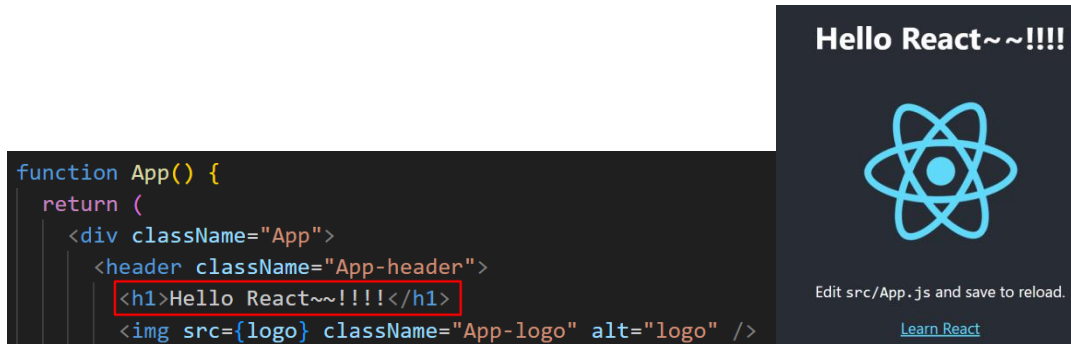 function App() {
return (
<div className="App">
<header className="App-header">
<h1>Hello React~~!!!!</h1>
<img src={logo} className="App-logo" alt="logo" />
Hello React~~!!!!
Edit src/App.js and save to reload.
Learn React